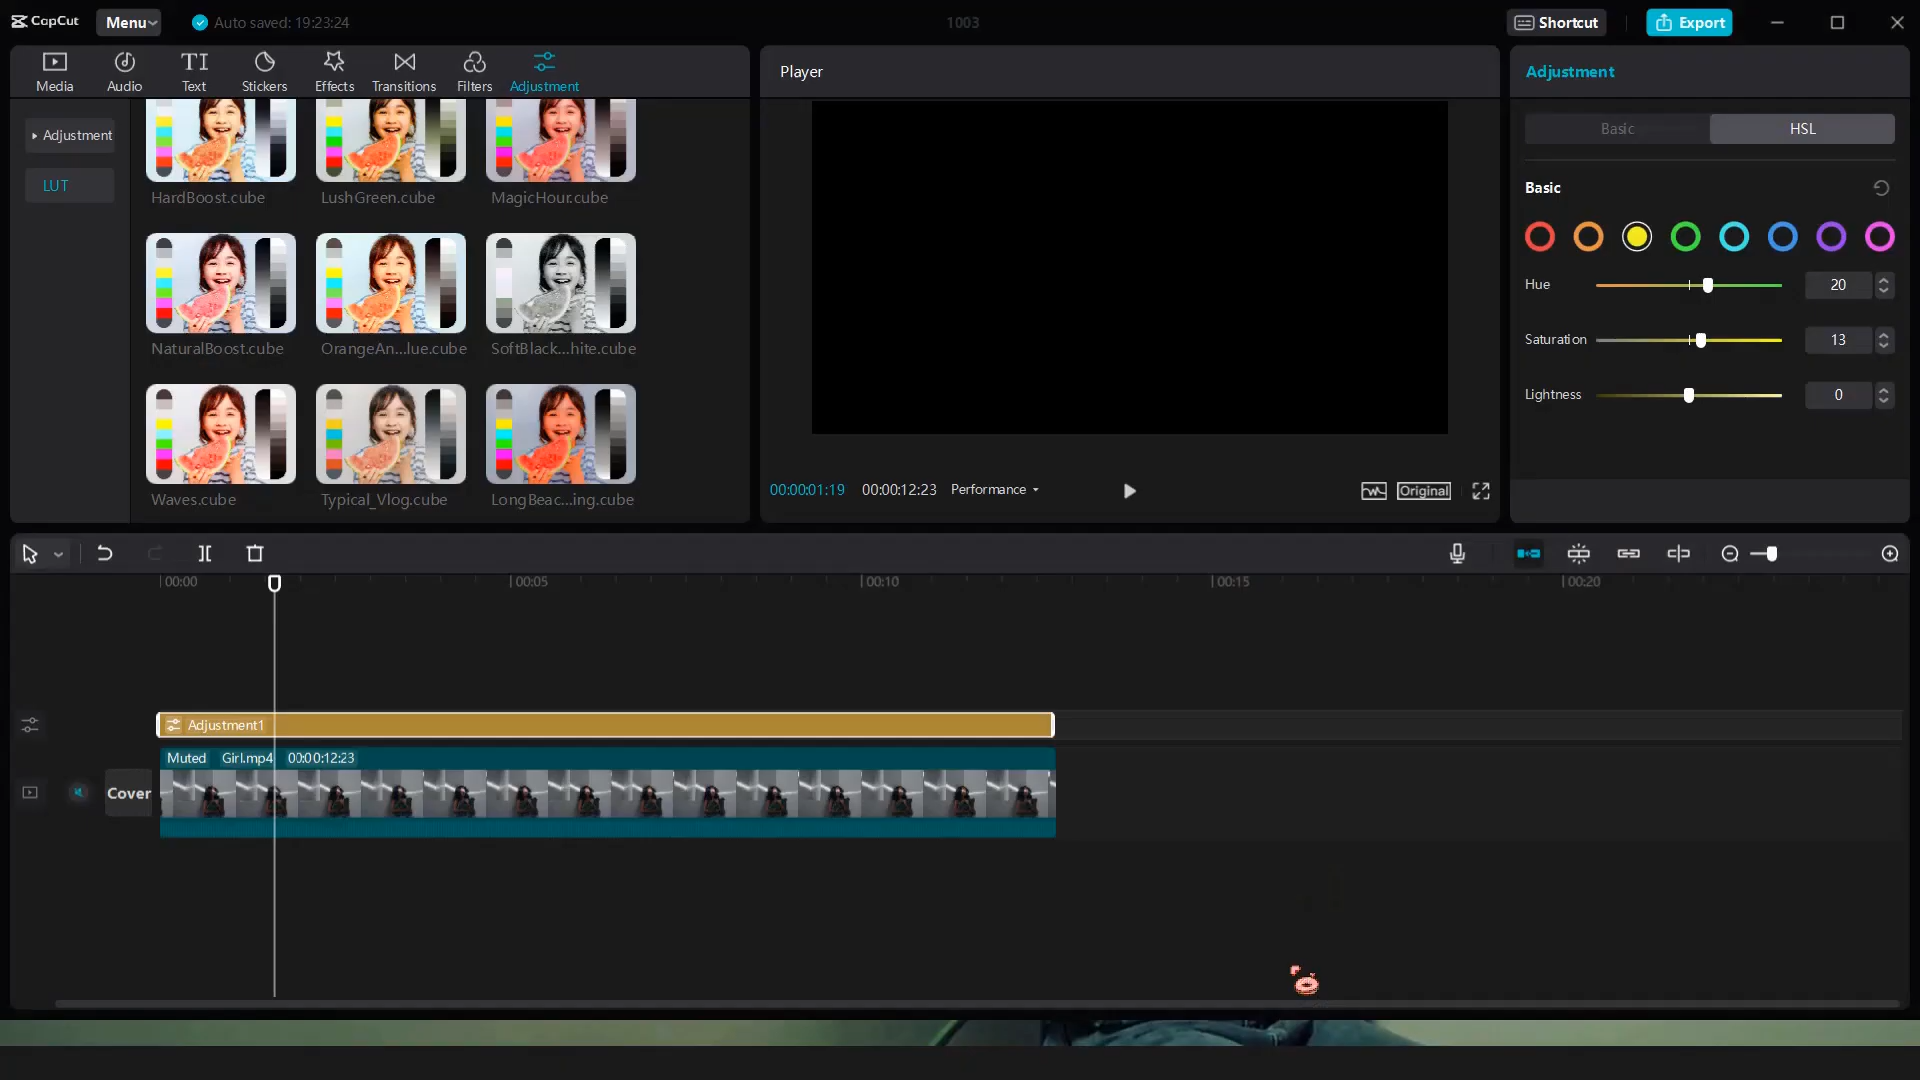 CapCut
Menu
Auto saved: 19:23:24
1003
Shortcut
Export
Media
Audio
Text
Stickers
Effects
Transitions
Filters
Adjustment
Player
Adjustment
Adjustment
LUT
HardBoost.cube
LushGreen.cube
MagicHour.cube
NaturalBoost.cube
OrangeAn...lue.cube
SoftBlack...hite.cube
Waves.cube
Typical_Vlog.cube
LongBeac...ing.cube
00:00:01:19
00:00:12:23
Performance
Original
Basic
HSL
Basic
Hue
20
Saturation
13
Lightness
0
00:00
00:05
00:10
00:15
00:20
Adjustment1
Muted
Girl.mp4
00:00:12:23
Cover